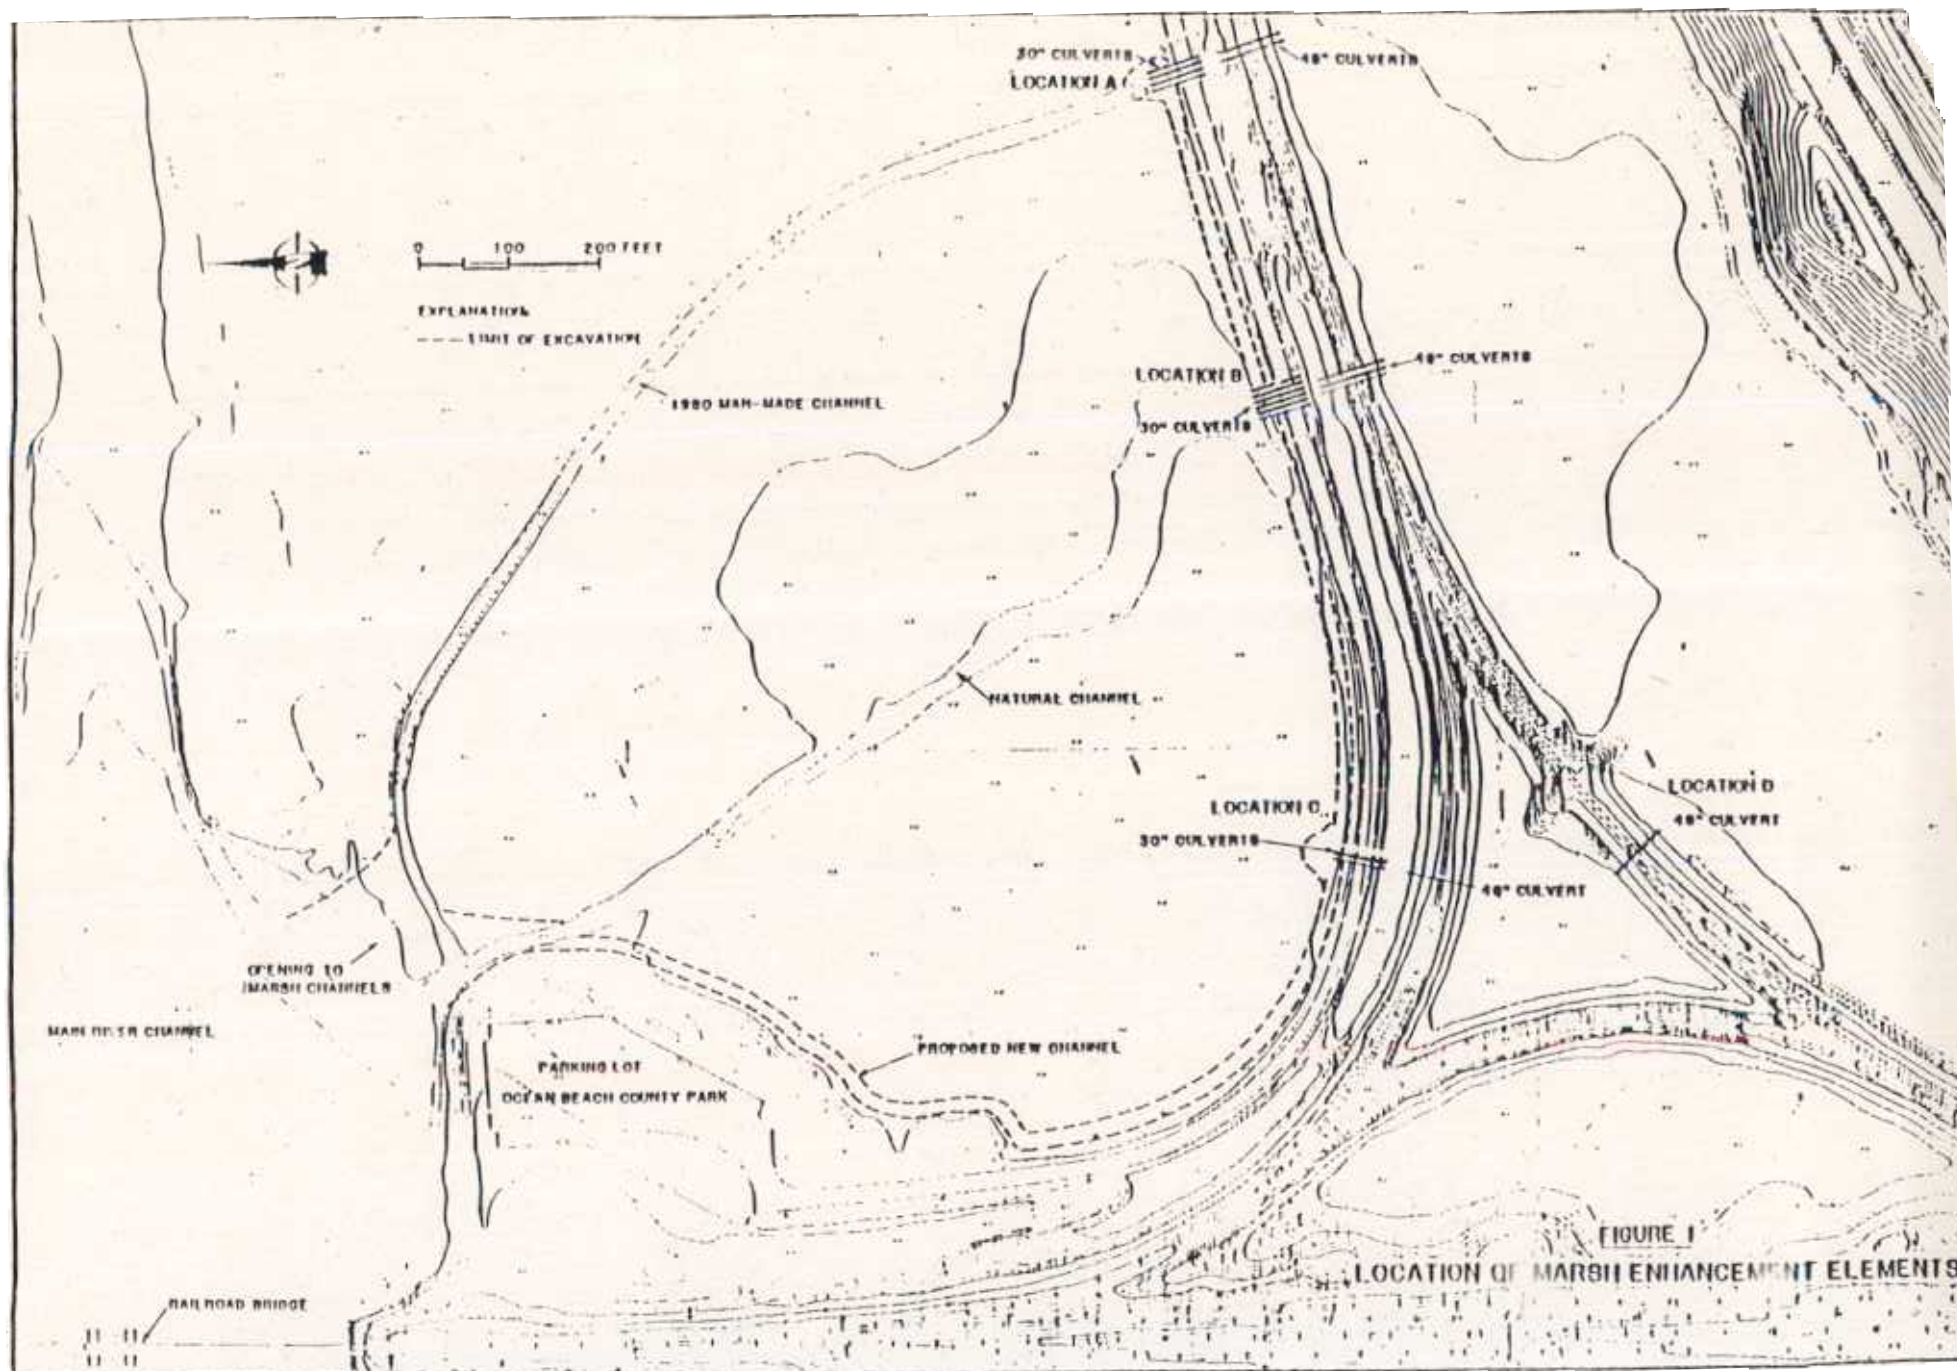 30" CULVERTS
48" CULVERTS
LOCATION A
0 100 200 FEET
EXPLANATION
LIMIT OF EXCAVATION
1980 MAN-MADE CHANNEL
LOCATION B
48" CULVERTS
30" CULVERTS
NATURAL CHANNEL
LOCATION C
30" CULVERTS
LOCATION D
48" CULVERT
48" CULVERT
OPENING TO
MARSH CHANNELS
MAIN RIVER CHANNEL
PROPOSED NEW CHANNEL
PARKING LOT
OCEAN BEACH COUNTY PARK
FIGURE 1
LOCATION OF MARSH ENHANCEMENT ELEMENTS
RAILROAD BRIDGE